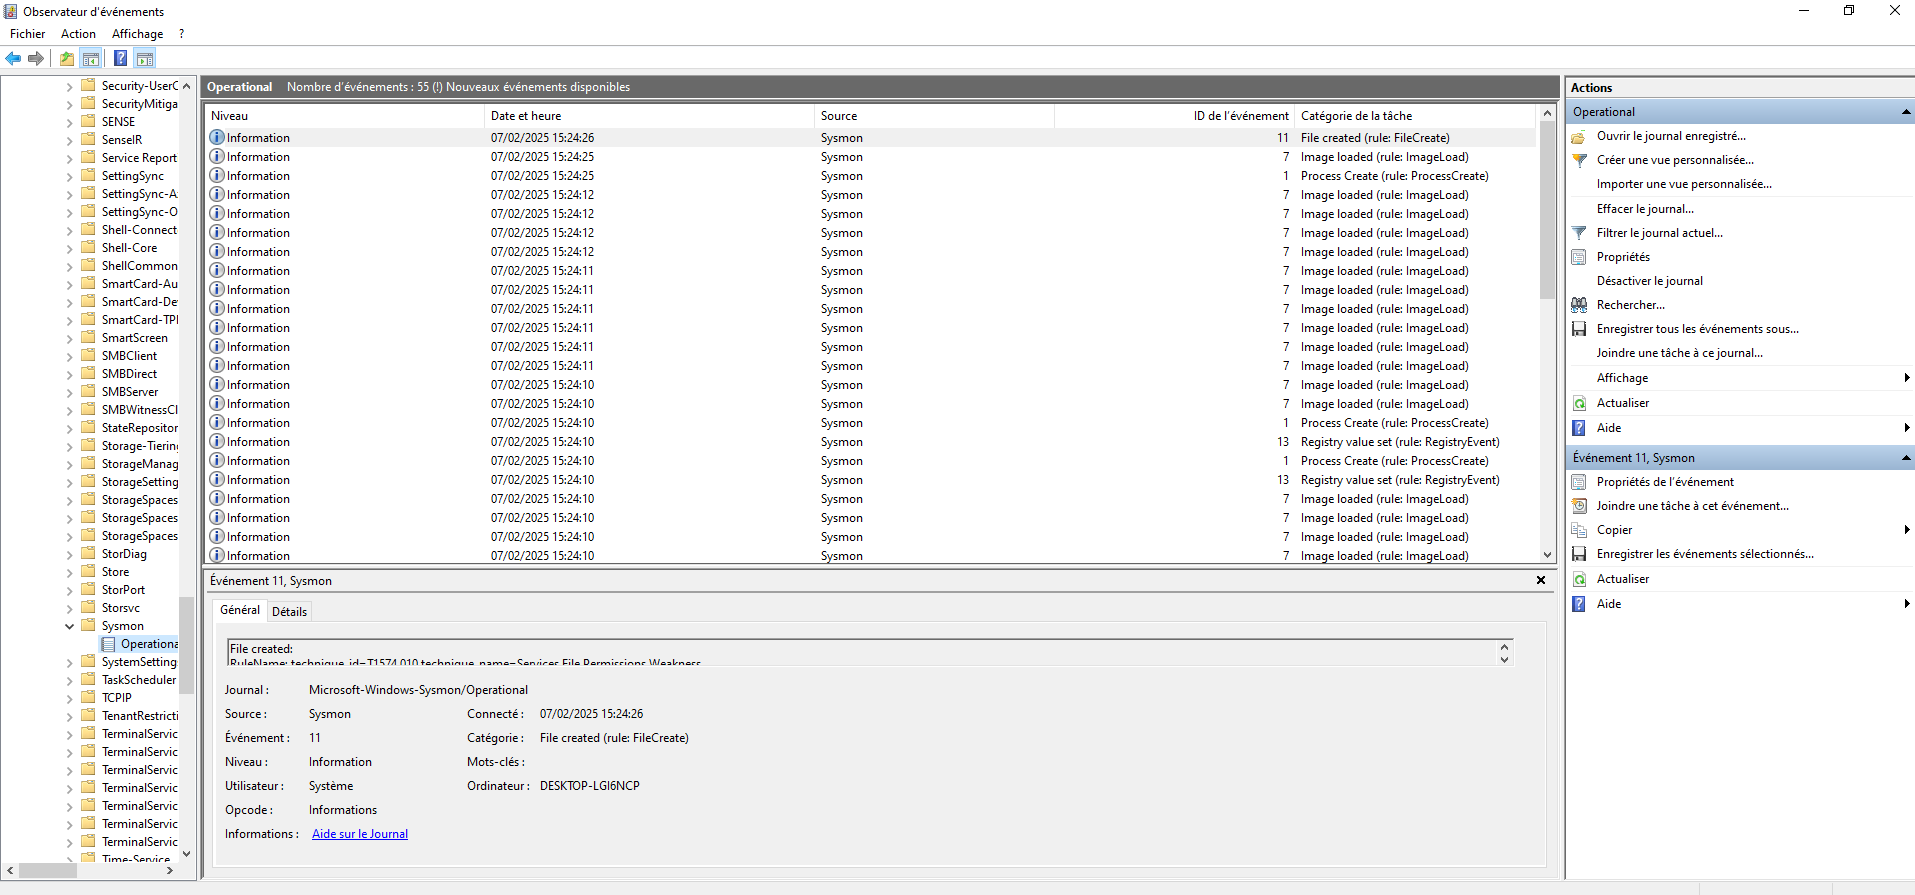 Observateur d'événements
Fichier Action Affichage ?
Security-UserC
SecurityMitiga
SENSE
SenseIR
Service Report
SettingSync
SettingSync-A
SettingSync-O
Shell-Connect
Shell-Core
ShellCommon
SmartCard-Au
SmartCard-De
SmartCard-TPI
SmartScreen
SMBClient
SMBDirect
SMBServer
SMBWitnessCl
StateRepositor
Storage-Tiering
StorageManag
StorageSetting
StorageSpaces
StorageSpaces
StorageSpaces
StorDiag
Store
StorPort
Storsvc
Sysmon
Operationa
SystemSetting
TaskScheduler
TCPIP
TenantRestricti
TerminalServic
TerminalServic
TerminalServic
TerminalServic
TerminalServic
TerminalServic
TerminalServic
Time-Service
Operational Nombre d'événements : 55 (!) Nouveaux événements disponibles
Niveau Date et heure Source ID de l'événement Catégorie de la tâche
Information 07/02/2025 15:24:26 Sysmon 11 File created (rule: FileCreate)
Information 07/02/2025 15:24:25 Sysmon 7 Image loaded (rule: ImageLoad)
Information 07/02/2025 15:24:25 Sysmon 1 Process Create (rule: ProcessCreate)
Information 07/02/2025 15:24:12 Sysmon 7 Image loaded (rule: ImageLoad)
Information 07/02/2025 15:24:12 Sysmon 7 Image loaded (rule: ImageLoad)
Information 07/02/2025 15:24:12 Sysmon 7 Image loaded (rule: ImageLoad)
Information 07/02/2025 15:24:12 Sysmon 7 Image loaded (rule: ImageLoad)
Information 07/02/2025 15:24:11 Sysmon 7 Image loaded (rule: ImageLoad)
Information 07/02/2025 15:24:11 Sysmon 7 Image loaded (rule: ImageLoad)
Information 07/02/2025 15:24:11 Sysmon 7 Image loaded (rule: ImageLoad)
Information 07/02/2025 15:24:11 Sysmon 7 Image loaded (rule: ImageLoad)
Information 07/02/2025 15:24:11 Sysmon 7 Image loaded (rule: ImageLoad)
Information 07/02/2025 15:24:11 Sysmon 7 Image loaded (rule: ImageLoad)
Information 07/02/2025 15:24:10 Sysmon 7 Image loaded (rule: ImageLoad)
Information 07/02/2025 15:24:10 Sysmon 7 Image loaded (rule: ImageLoad)
Information 07/02/2025 15:24:10 Sysmon 1 Process Create (rule: ProcessCreate)
Information 07/02/2025 15:24:10 Sysmon 13 Registry value set (rule: RegistryEvent)
Information 07/02/2025 15:24:10 Sysmon 1 Process Create (rule: ProcessCreate)
Information 07/02/2025 15:24:10 Sysmon 13 Registry value set (rule: RegistryEvent)
Information 07/02/2025 15:24:10 Sysmon 7 Image loaded (rule: ImageLoad)
Information 07/02/2025 15:24:10 Sysmon 7 Image loaded (rule: ImageLoad)
Information 07/02/2025 15:24:10 Sysmon 7 Image loaded (rule: ImageLoad)
Information 07/02/2025 15:24:10 Sysmon 7 Image loaded (rule: ImageLoad)
Événement 11, Sysmon
Général Détails
File created:
RuleName: technique_id=T1574.010,technique_name=Services File Permissions Weakness
Journal : Microsoft-Windows-Sysmon/Operational
Source : Sysmon Connecté : 07/02/2025 15:24:26
Événement : 11 Catégorie : File created (rule: FileCreate)
Niveau : Information Mots-clés :
Utilisateur : Système Ordinateur : DESKTOP-LGI6NCP
Opcode : Informations
Informations : Aide sur le Journal
Actions
Operational
Ouvrir le journal enregistré...
Créer une vue personnalisée...
Importer une vue personnalisée...
Effacer le journal...
Filtrer le journal actuel...
Propriétés
Désactiver le journal
Rechercher...
Enregistrer tous les événements sous...
Joindre une tâche à ce journal...
Affichage
Actualiser
Aide
Événement 11, Sysmon
Propriétés de l'événement
Joindre une tâche à cet événement...
Copier
Enregistrer les événements sélectionnés...
Actualiser
Aide